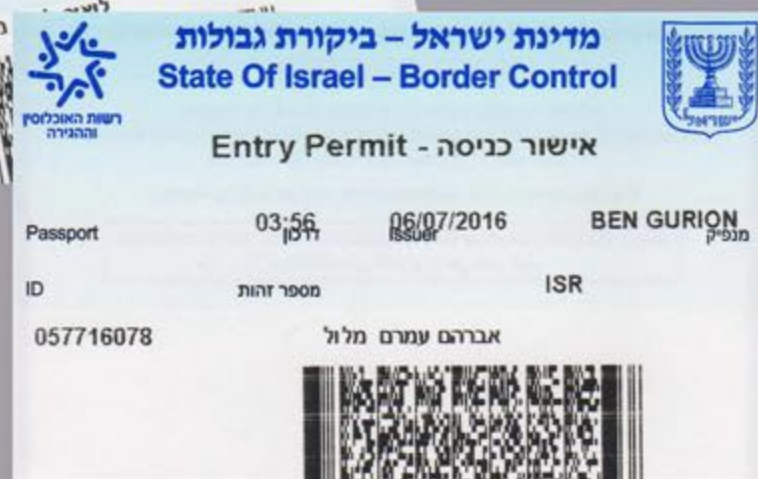 מדינת ישראל – ביקורת גבולות
State Of Israel – Border Control
רשות האוכלוסין
וההגירה
ישראל
אישור כניסה - Entry Permit
03:56 06/07/2016 BEN GURION
Passport דרכון Issuer מנפיק
ID מספר זהות ISR
057716078 אברהם עמרם מלול